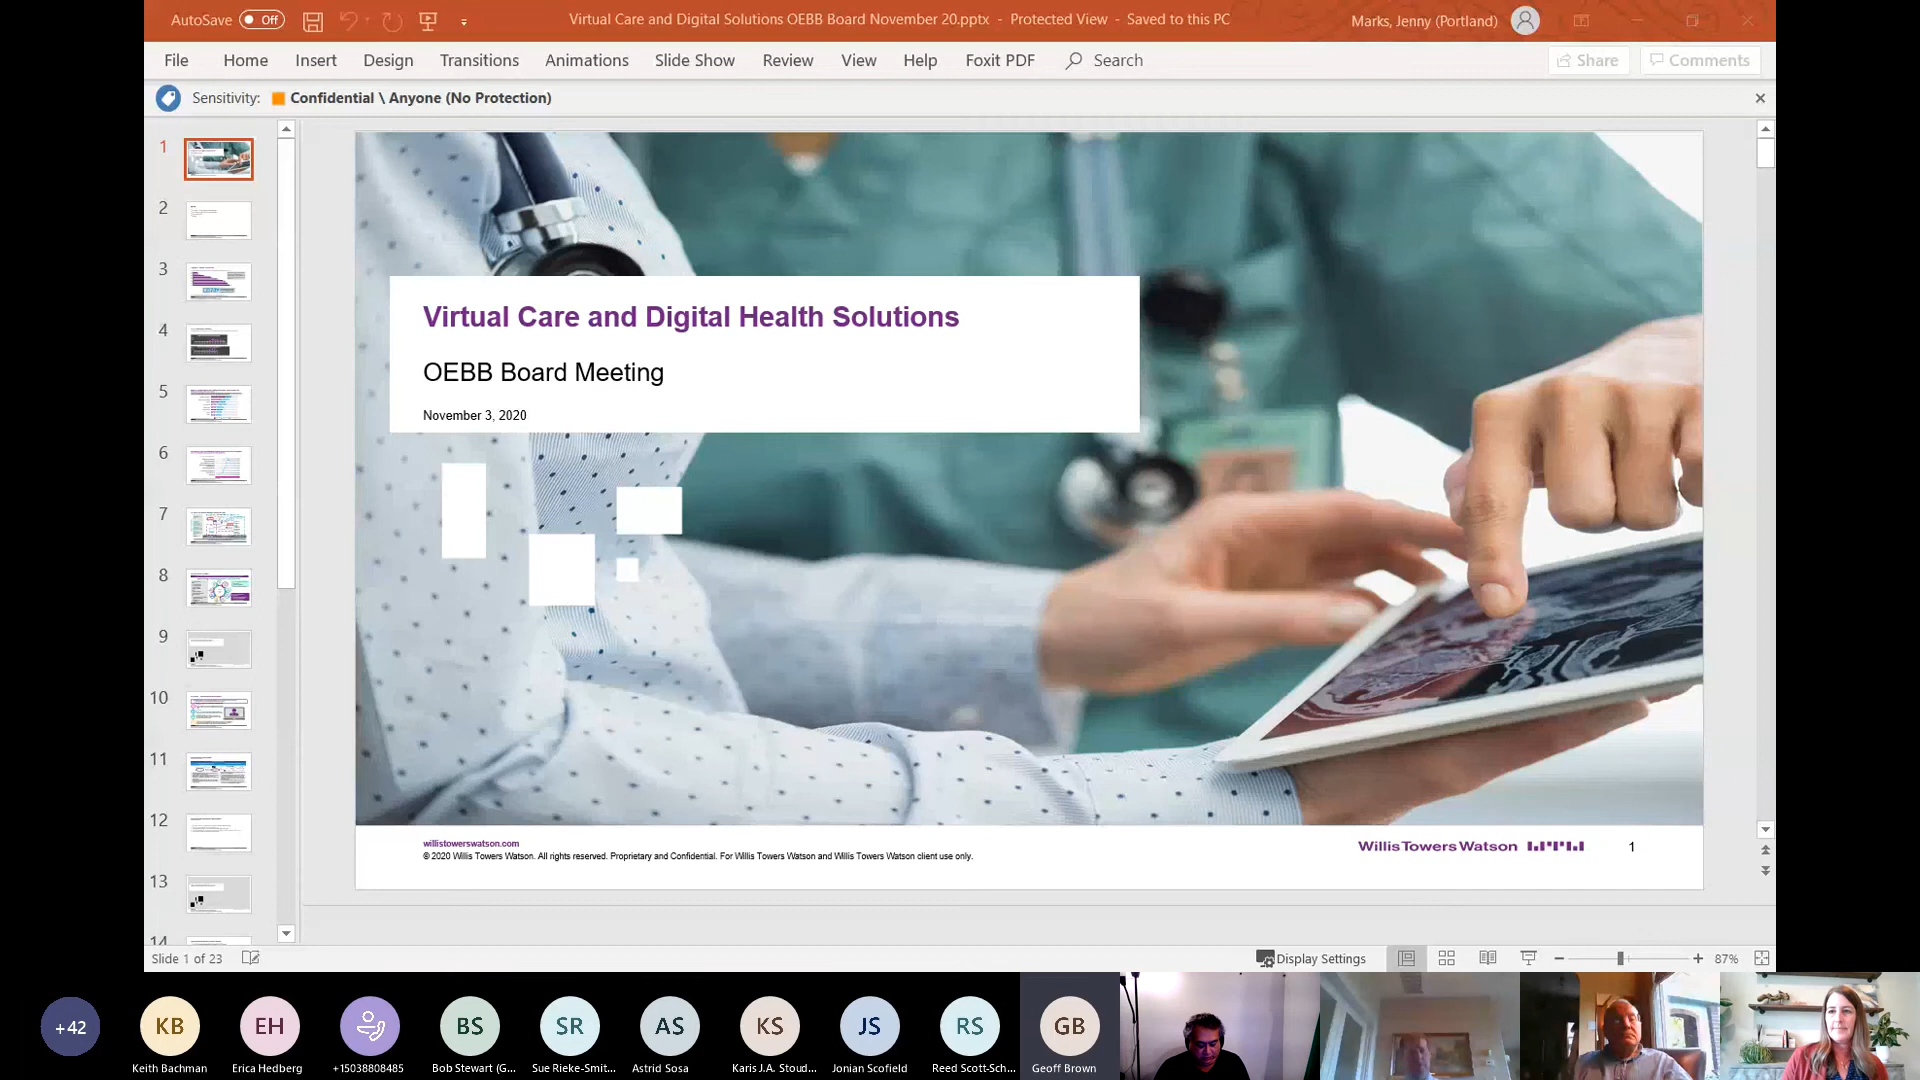 AutoSave Off
Virtual Care and Digital Solutions OEBB Board November 20.pptx - Protected View - Saved to this PC
Marks, Jenny (Portland)
File Home Insert Design Transitions Animations Slide Show Review View Help Foxit PDF Search Share Comments
Sensitivity: Confidential \ Anyone (No Protection)
1
2
3
4
5
6
7
8
9
10
11
12
13
14
Virtual Care and Digital Health Solutions
OEBB Board Meeting
November 3, 2020
willistowerswatson.com
© 2020 Willis Towers Watson. All rights reserved. Proprietary and Confidential. For Willis Towers Watson and Willis Towers Watson client use only.
WillisTowersWatson
1
Slide 1 of 23
Display Settings
87%
+42
KB EH BS SR AS KS JS RS GB
Keith Bachman Erica Hedberg +15038808485 Bob Stewart (G... Sue Rieke-Smit... Astrid Sosa Karis J.A. Stoud... Jonian Scofield Reed Scott-Sch... Geoff Brown